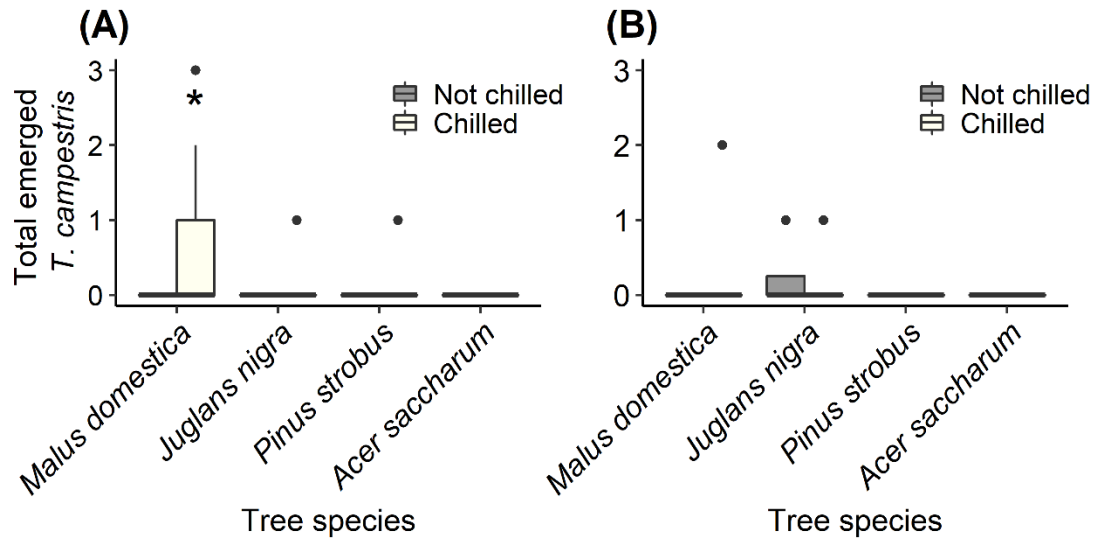 (A)
Total emerged
T. campestris
3
2
1
0
*
Not chilled
Chilled
Malus domestica
Juglans nigra
Pinus strobus
Acer saccharum
Tree species
(B)
3
2
1
0
Not chilled
Chilled
Malus domestica
Juglans nigra
Pinus strobus
Acer saccharum
Tree species